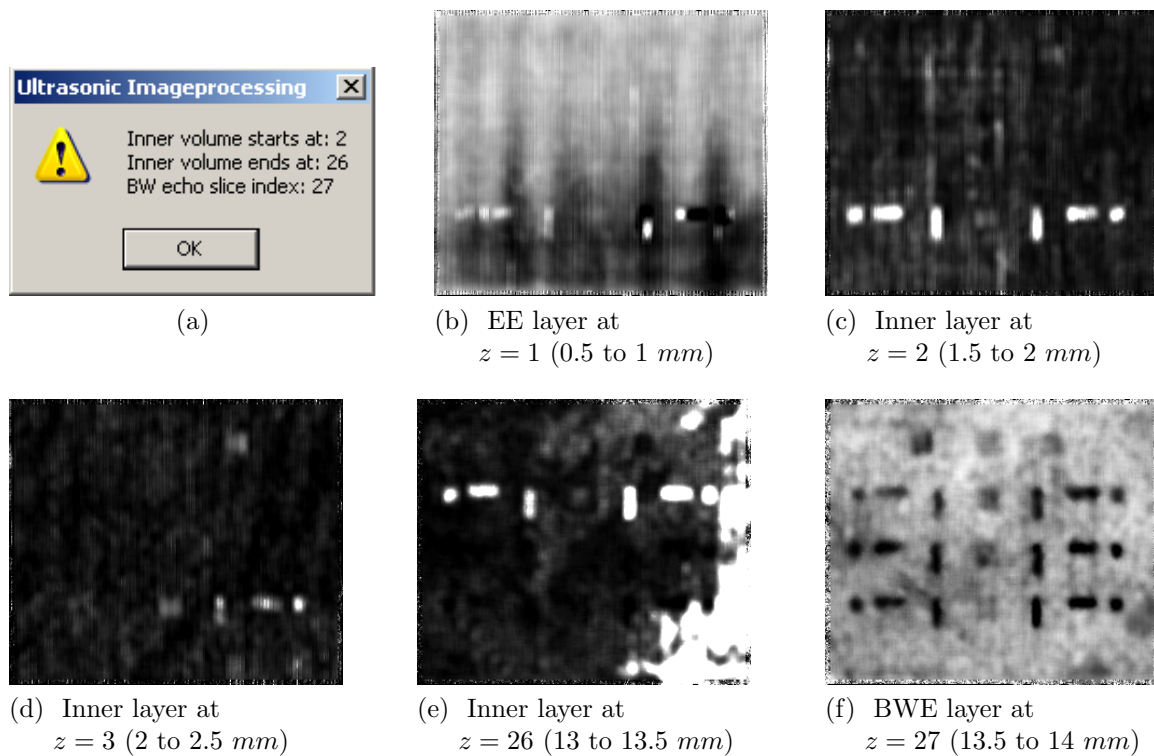 Ultrasonic Imageprocessing
Inner volume starts at: 2
Inner volume ends at: 26
BW echo slice index: 27
OK
(a)
(b) EE layer at
z = 1 (0.5 to 1 mm)
(c) Inner layer at
z = 2 (1.5 to 2 mm)
(d) Inner layer at
z = 3 (2 to 2.5 mm)
(e) Inner layer at
z = 26 (13 to 13.5 mm)
(f) BWE layer at
z = 27 (13.5 to 14 mm)